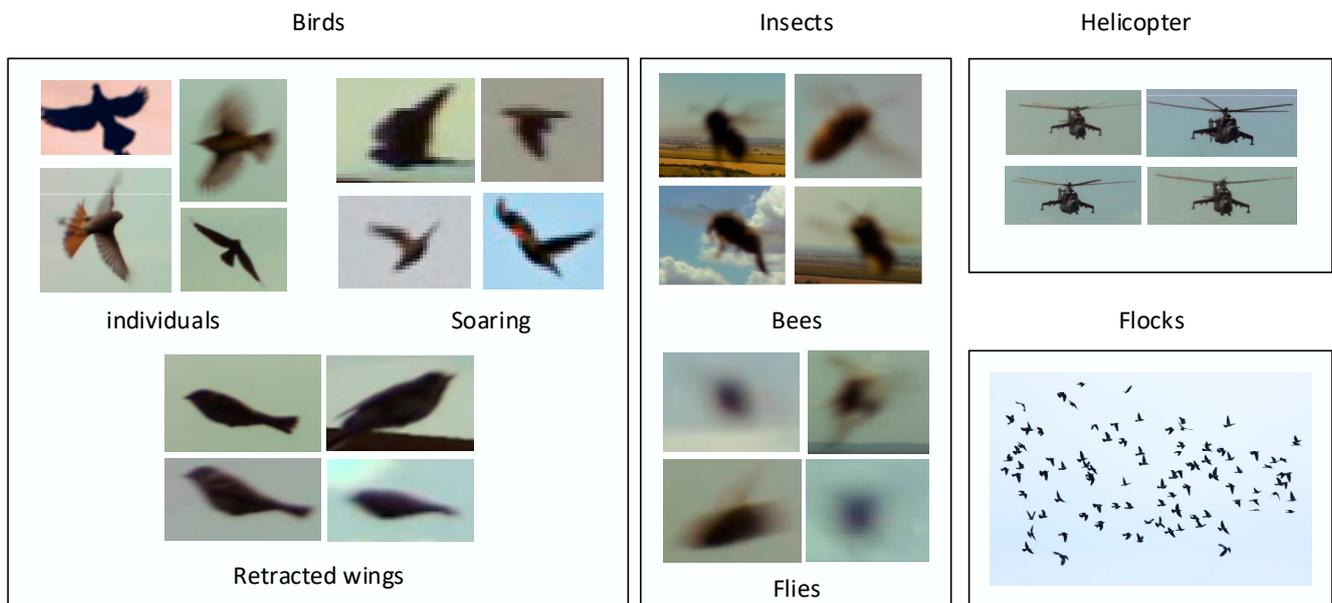 Birds
Insects
Helicopter
individuals
Soaring
Bees
Flocks
Retracted wings
Flies